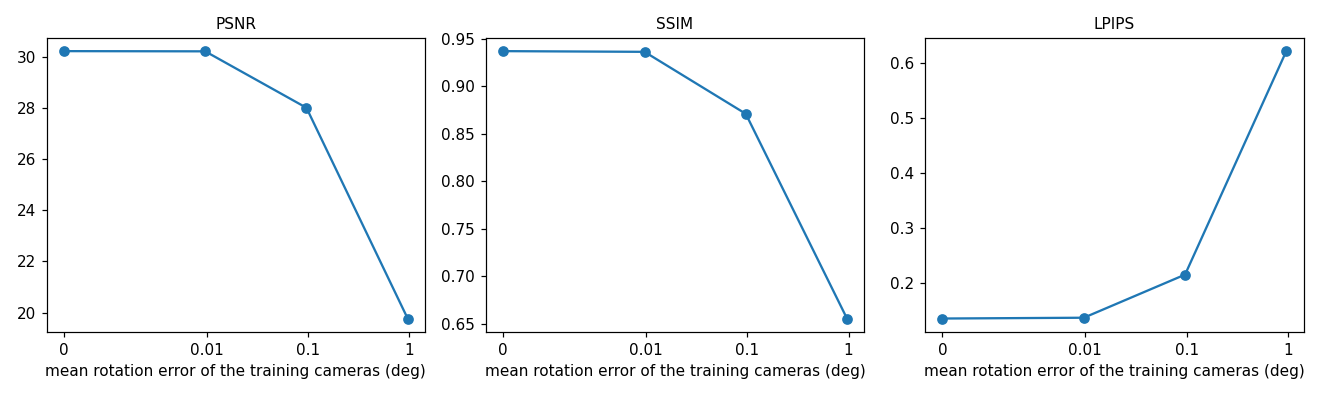 PSNR
30
28
26
24
22
20
0 0.01 0.1 1
mean rotation error of the training cameras (deg)
SSIM
0.95
0.90
0.85
0.80
0.75
0.70
0.65
0 0.01 0.1 1
mean rotation error of the training cameras (deg)
LPIPS
0.6
0.5
0.4
0.3
0.2
0 0.01 0.1 1
mean rotation error of the training cameras (deg)